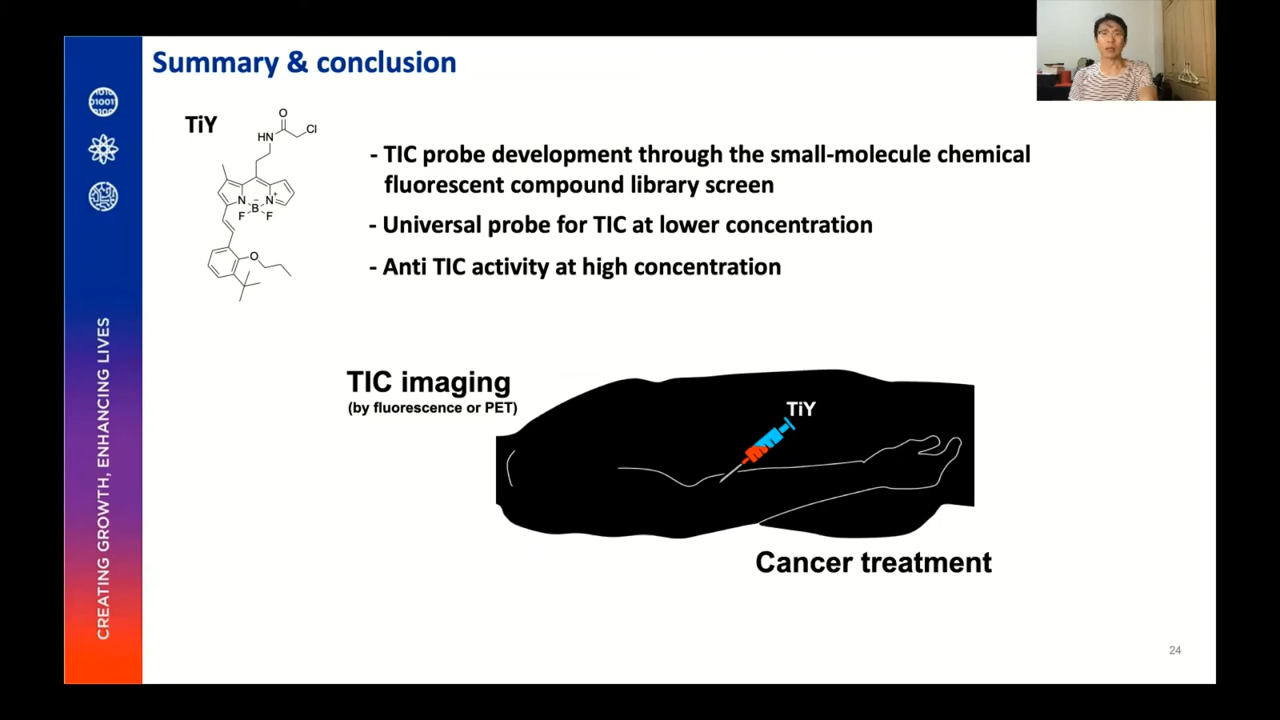 Summary & conclusion
TiY
O
HN
Cl
N
N
+
-
B
F
F
O
- TIC probe development through the small-molecule chemical
fluorescent compound library screen
- Universal probe for TIC at lower concentration
- Anti TIC activity at high concentration
TIC imaging
(by fluorescence or PET)
TiY
Cancer treatment
CREATING GROWTH, ENHANCING LIVES
24